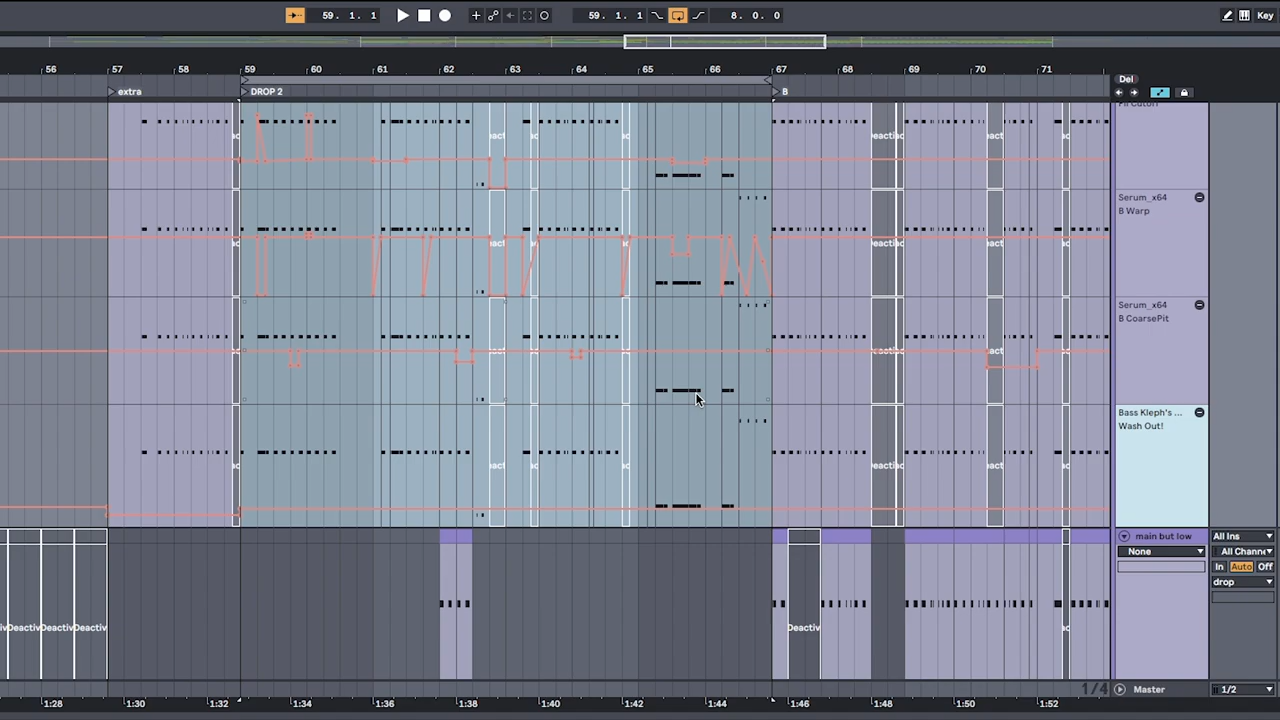 59. 1. 1
59. 1. 1
8. 0. 0
Key
56 57 58 59 60 61 62 63 64 65 66 67 68 69 70 71
Del
extra
DROP 2
B
Fil Cutoff
Serum_x64
B Warp
Serum_x64
B CoarsePit
Bass Kleph's ...
Wash Out!
main but low
All Ins
None
All Channe
In Auto Off
drop
Deactiv Deactiv Deactiv
Deactiv
1/4
Master
1/2
1:28 1:30 1:32 1:34 1:36 1:38 1:40 1:42 1:44 1:46 1:48 1:50 1:52